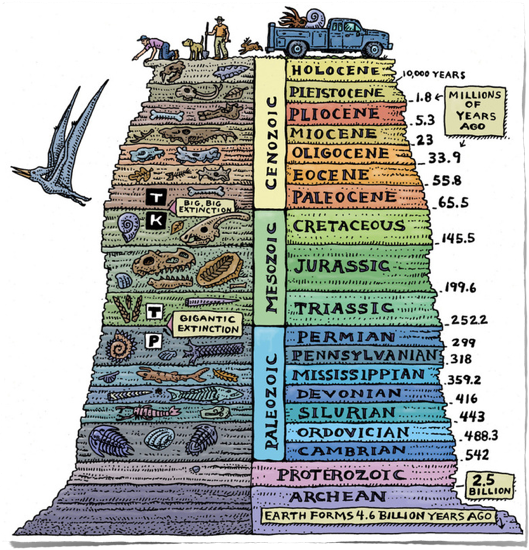 HOLOCENE
10,000 YEARS
PLEISTOCENE
1.8
MILLIONS
OF
YEARS
AGO
PLIOCENE
5.3
MIOCENE
23
OLIGOCENE
33.9
EOCENE
55.8
PALEOCENE
65.5
CENOZOIC
T
BIG, BIG
EXTINCTION
K
CRETACEOUS
145.5
JURASSIC
199.6
TRIASSIC
252.2
MESOZOIC
T
GIGANTIC
EXTINCTION
P
PERMIAN
299
PENNSYLVANIAN
318
MISSISSIPPIAN
359.2
DEVONIAN
416
SILURIAN
443
ORDOVICIAN
488.3
CAMBRIAN
542
PALEOZOIC
PROTEROZOIC
2.5
BILLION
ARCHEAN
EARTH FORMS 4.6 BILLION YEARS AGO